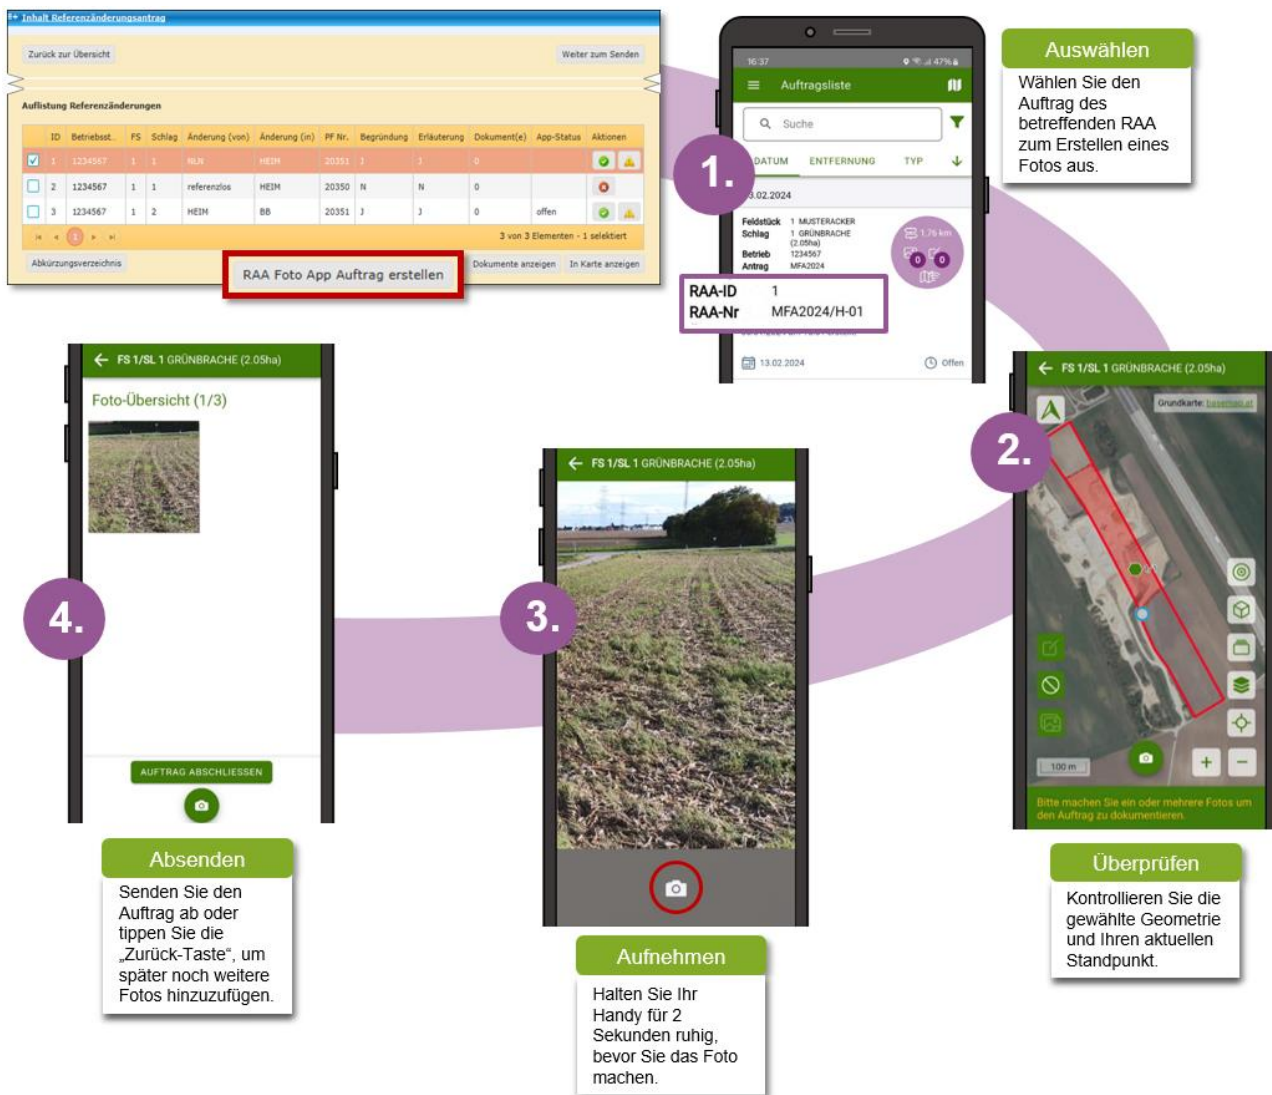 Inhalt Referenzänderungsantrag
Zurück zur Übersicht
Weiter zum Senden
Auflistung Referenzänderungen
ID Betriebsst.. FS Schlag Änderung (von) Änderung (in) PF Nr. Begründung Erläuterung Dokument(e) App-Status Aktionen
1 1234567 1 1 NLN HEIM 20351 J J 0
2 1234567 1 1 referenzlos HEIM 20350 N N 0
3 1234567 1 2 HEIM BB 20351 J J 0 offen
1
3 von 3 Elementen - 1 selektiert
Abkürzungsverzeichnis
RAA Foto App Auftrag erstellen
Dokumente anzeigen
In Karte anzeigen
16:37
47%
Auftragsliste
Suche
1.
DATUM ENTFERNUNG TYP
.02.2024
Feldstück 1 MUSTERACKER
Schlag 1 GRÜNBRACHE
(2.05ha)
Betrieb 1234567
Antrag MFA2024
1,76 km
0 0
RAA-ID 1
RAA-Nr MFA2024/H-01
13.02.2024
Offen
Auswählen
Wählen Sie den
Auftrag des
betreffenden RAA
zum Erstellen eines
Fotos aus.
FS 1/SL 1 GRÜNBRACHE (2.05ha)
Grundkarte: basemap.at
2.
100 m
Bitte machen Sie ein oder mehrere Fotos um
den Auftrag zu dokumentieren.
Überprüfen
Kontrollieren Sie die
gewählte Geometrie
und Ihren aktuellen
Standpunkt.
FS 1/SL 1 GRÜNBRACHE (2.05ha)
3.
Aufnehmen
Halten Sie Ihr
Handy für 2
Sekunden ruhig,
bevor Sie das Foto
machen.
FS 1/SL 1 GRÜNBRACHE (2.05ha)
Foto-Übersicht (1/3)
4.
AUFTRAG ABSCHLIESSEN
Absenden
Senden Sie den
Auftrag ab oder
tippen Sie die
„Zurück-Taste“, um
später noch weitere
Fotos hinzuzufügen.